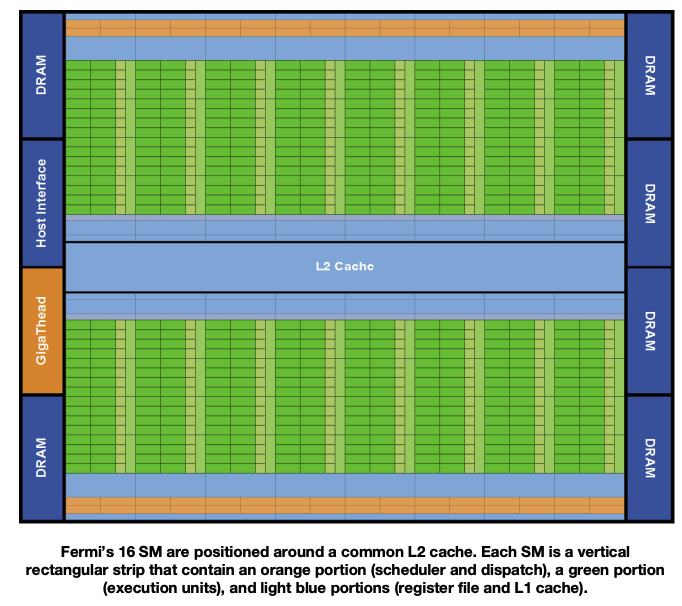 DRAM
Host Interface
GigaThead
DRAM
L2 Cache
DRAM
DRAM
DRAM
DRAM
Fermi's 16 SM are positioned around a common L2 cache. Each SM is a vertical
rectangular strip that contain an orange portion (scheduler and dispatch), a green portion
(execution units), and light blue portions (register file and L1 cache).